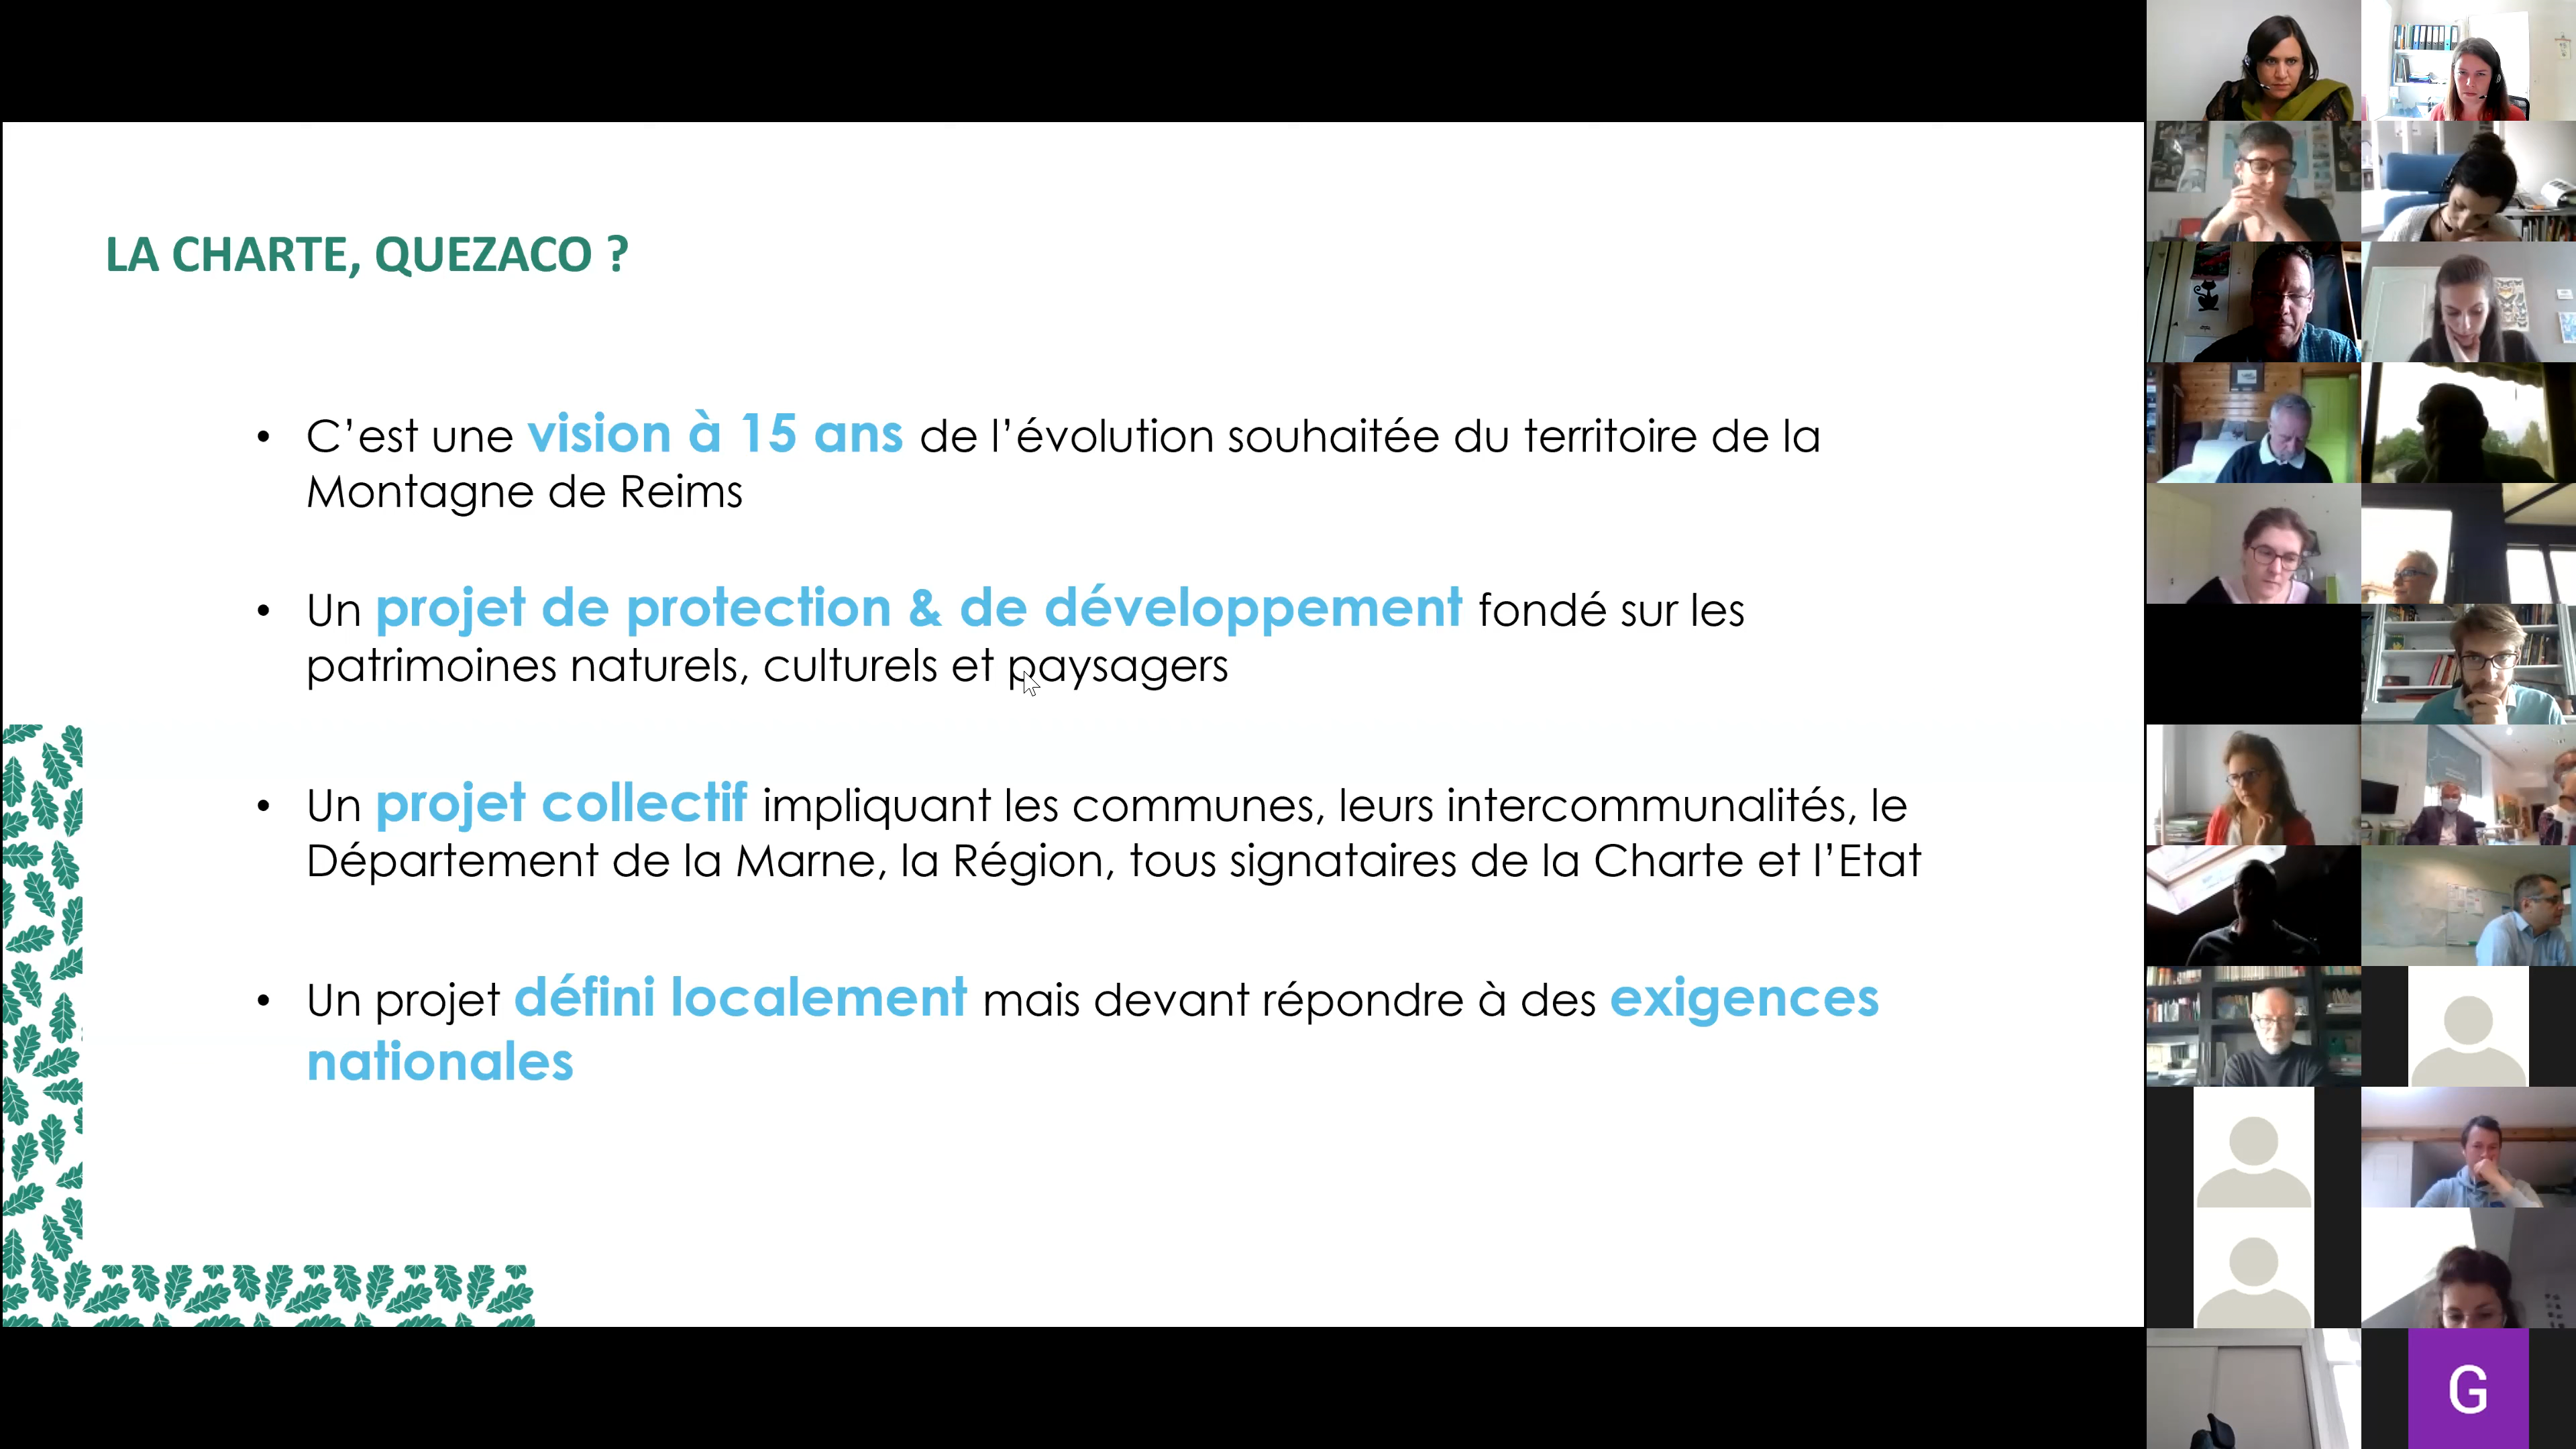 LA CHARTE, QUEZACO ?
• C’est une vision à 15 ans de l’évolution souhaitée du territoire de la
Montagne de Reims
• Un projet de protection & de développement fondé sur les
patrimoines naturels, culturels et paysagers
• Un projet collectif impliquant les communes, leurs intercommunalités, le
Département de la Marne, la Région, tous signataires de la Charte et l’Etat
• Un projet défini localement mais devant répondre à des exigences
nationales
G